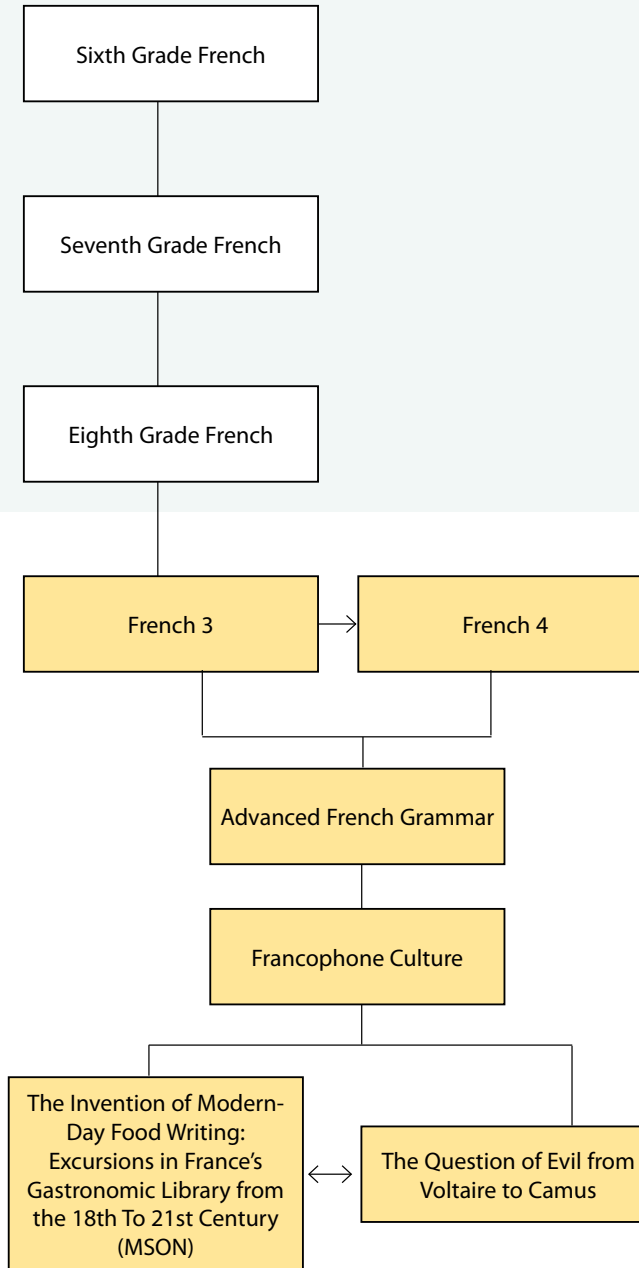 Sixth Grade French
Seventh Grade French
Eighth Grade French
French 3
French 4
Advanced French Grammar
Francophone Culture
The Invention of Modern-
Day Food Writing:
Excursions in France’s
Gastronomic Library from
the 18th To 21st Century
(MSON)
The Question of Evil from
Voltaire to Camus